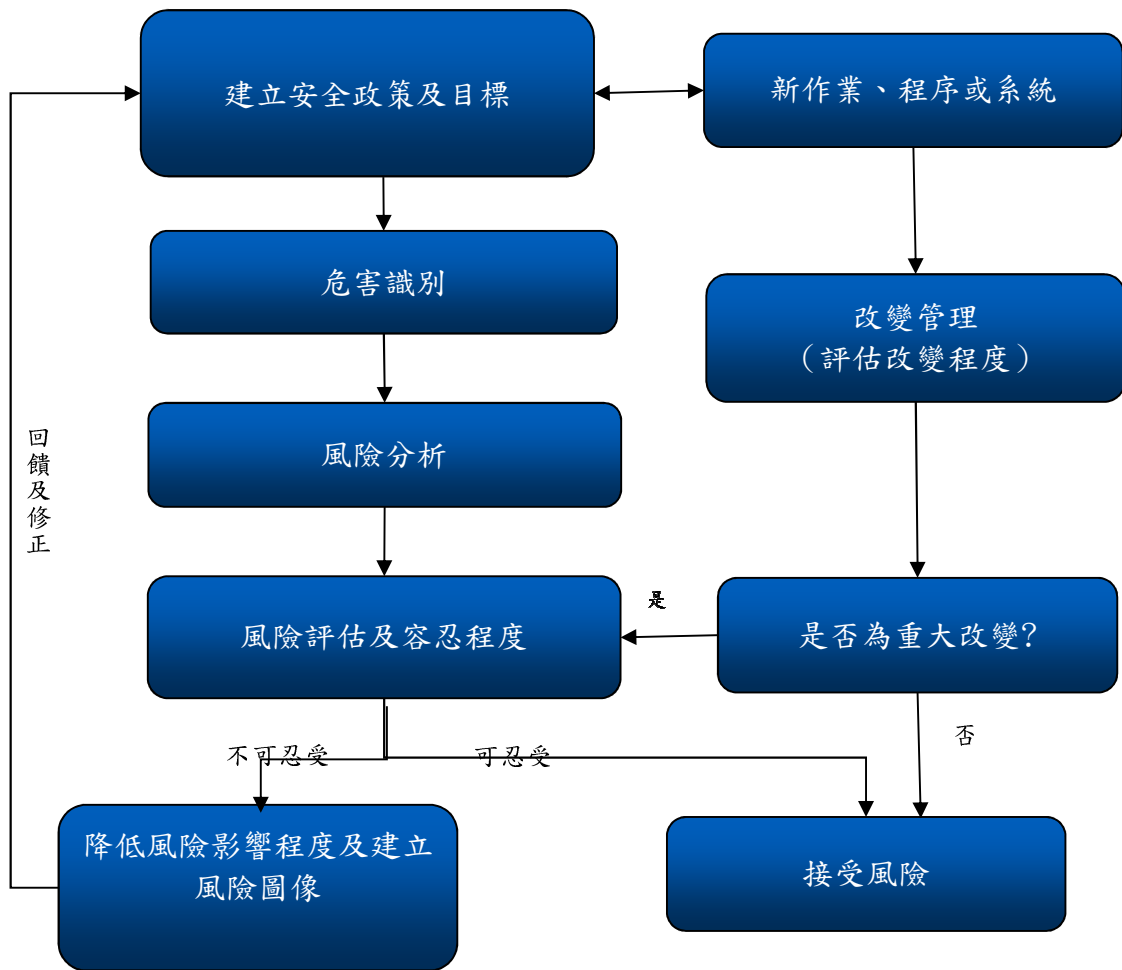 建立安全政策及目標
新作業、程序或系統
危害識別
改變管理
(評估改變程度)
風險分析
回饋及修正
風險評估及容忍程度
是
是否為重大改變?
不可忍受
可忍受
否
降低風險影響程度及建立
風險圖像
接受風險